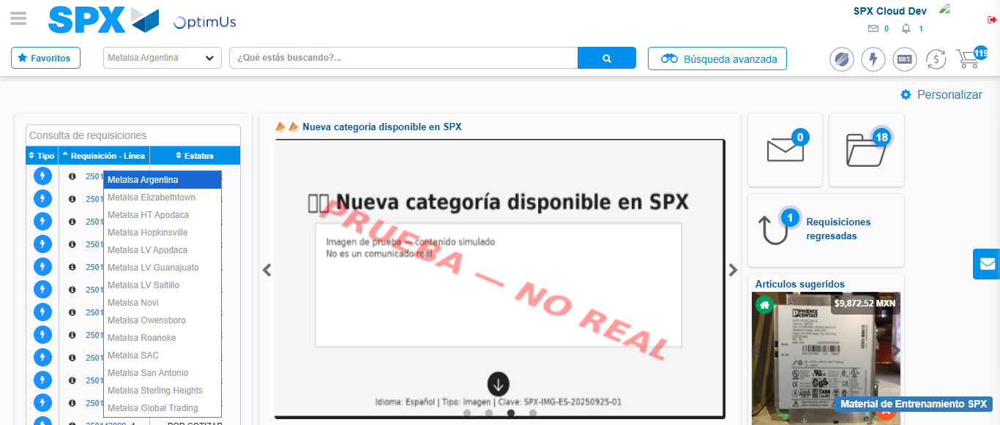 SPX
OptimUs
SPX Cloud Dev
0
1
Favoritos
Metalsa Argentina
¿Qué estás buscando?...
Búsqueda avanzada
119
Personalizar
Consulta de requisiciones
Tipo
Requisición - Línea
Estatus
2501
2501
2501
2501
2501
2501
2501
2501
2501
2501
2501
Metalsa Argentina
Metalsa Elizabethtown
Metalsa HT Apodaca
Metalsa Hopkinsville
Metalsa LV Apodaca
Metalsa LV Guanajuato
Metalsa LV Saltillo
Metalsa Novi
Metalsa Owensboro
Metalsa Roanoke
Metalsa SAC
Metalsa San Antonio
Metalsa Sterling Heights
Metalsa Global Trading
POR COTIZAR
Nueva categoría disponible en SPX
Nueva categoría disponible en SPX
Imagen de prueba — contenido simulado
No es un comunicado real
PRUEBA — NO REAL
Idioma: Español | Tipo: Imagen | Clave: SPX-IMG-ES-20250925-01
0
18
1
Requisiciones
regresadas
Artículos sugeridos
$9,872.52 MXN
PHOENIX
CONTACT
Material de Entrenamiento SPX